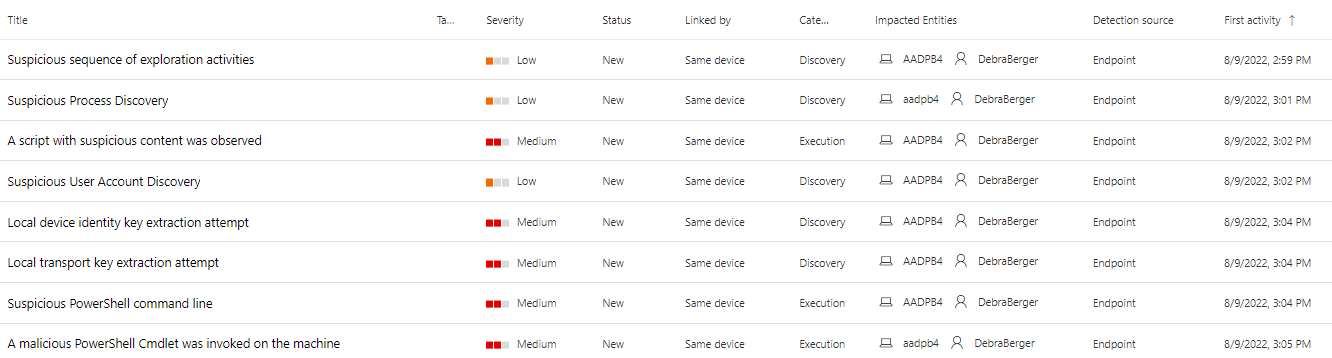 Title Ta... Severity Status Linked by Cate... Impacted Entities Detection source First activity ↑
Suspicious sequence of exploration activities Low New Same device Discovery AADPB4 DebraBerger Endpoint 8/9/2022, 2:59 PM
Suspicious Process Discovery Low New Same device Discovery aadpb4 DebraBerger Endpoint 8/9/2022, 3:01 PM
A script with suspicious content was observed Medium New Same device Execution AADPB4 DebraBerger Endpoint 8/9/2022, 3:02 PM
Suspicious User Account Discovery Low New Same device Discovery AADPB4 DebraBerger Endpoint 8/9/2022, 3:02 PM
Local device identity key extraction attempt Medium New Same device Discovery AADPB4 DebraBerger Endpoint 8/9/2022, 3:04 PM
Local transport key extraction attempt Medium New Same device Discovery AADPB4 DebraBerger Endpoint 8/9/2022, 3:04 PM
Suspicious PowerShell command line Medium New Same device Execution AADPB4 DebraBerger Endpoint 8/9/2022, 3:04 PM
A malicious PowerShell Cmdlet was invoked on the machine Medium New Same device Execution aadpb4 DebraBerger Endpoint 8/9/2022, 3:05 PM